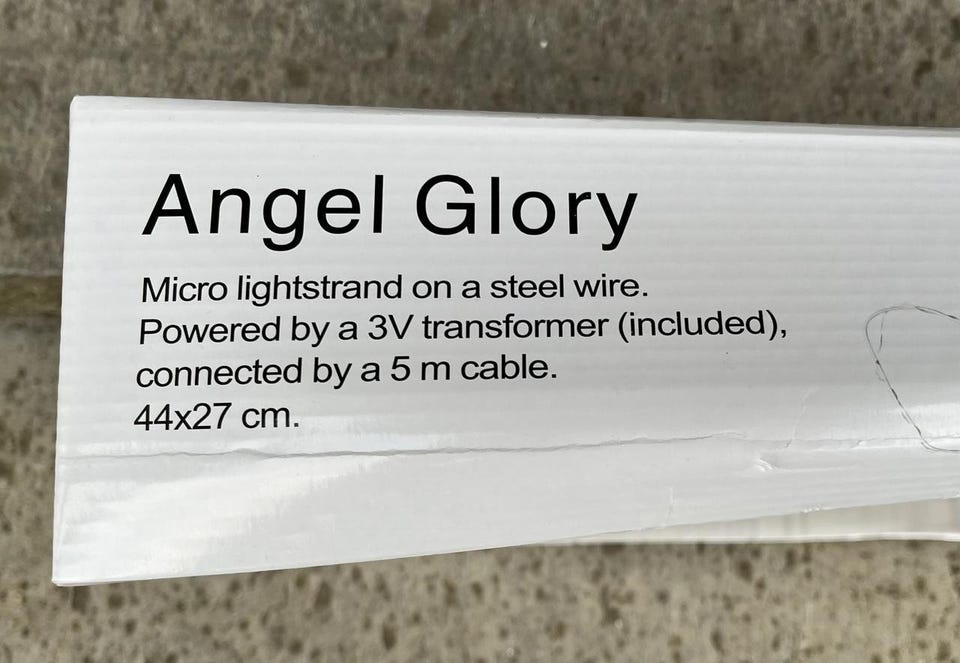 Angel Glory
Micro lightstrand on a steel wire.
Powered by a 3V transformer (included),
connected by a 5 m cable.
44x27 cm.